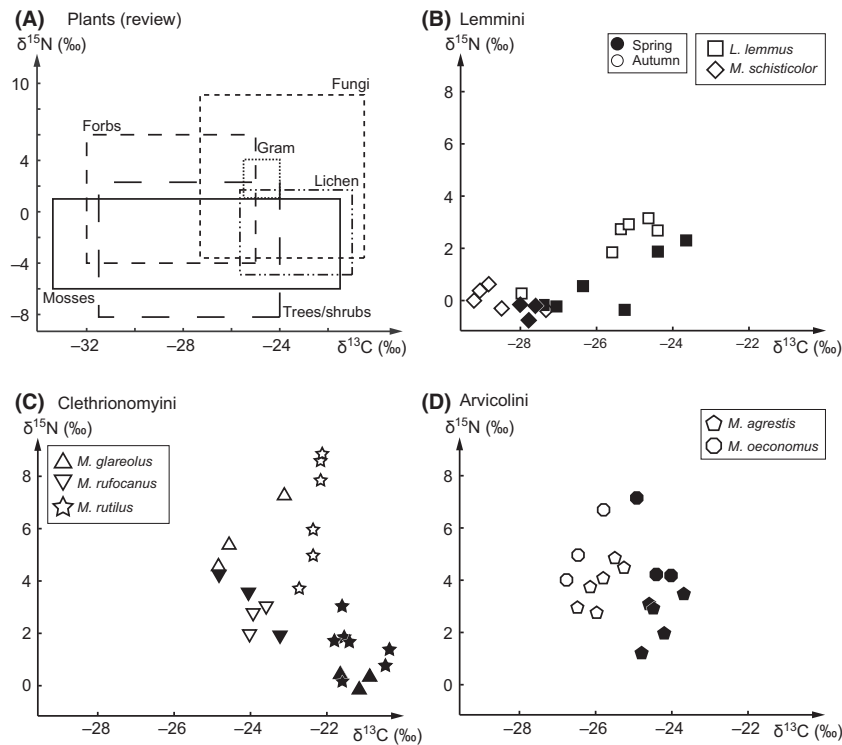 (A) Plants (review)
δ15N (‰)
10
4
0
−4
−8
Fungi
Forbs
Gram
Lichen
Mosses
Trees/shrubs
−32
−28
−24
δ13C (‰)
(B) Lemmini
δ15N (‰)
Spring
Autumn
L. lemmus
M. schisticolor
8
6
4
2
0
−28
−26
−24
−22
δ13C (‰)
(C) Clethrionomyini
δ15N (‰)
M. glareolus
M. rufocanus
M. rutilus
8
6
4
2
0
−28
−26
−24
−22
δ13C (‰)
(D) Arvicolini
δ15N (‰)
M. agrestis
M. oeconomus
8
6
4
2
0
−28
−26
−24
−22
δ13C (‰)